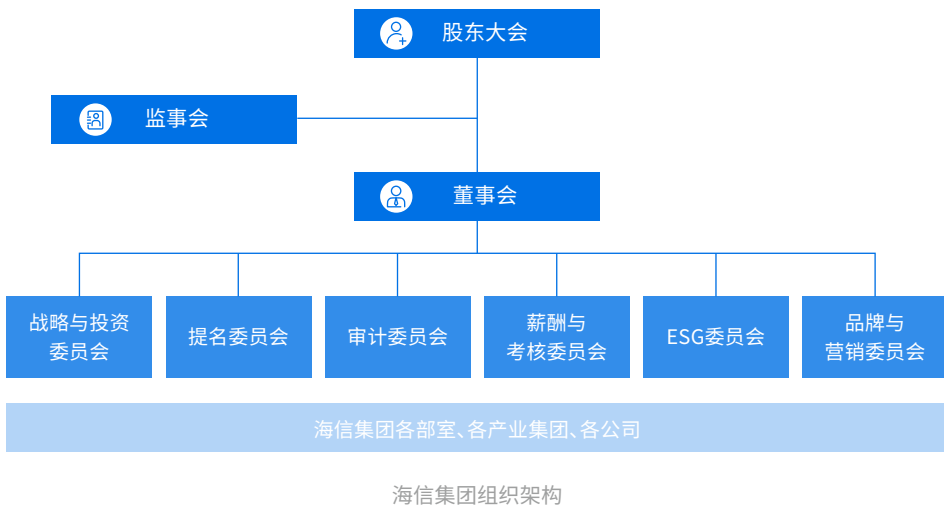 股东大会
监事会
董事会
战略与投资
委员会
提名委员会
审计委员会
薪酬与
考核委员会
ESG委员会
品牌与
营销委员会
海信集团各部室、各产业集团、各公司
海信集团组织架构